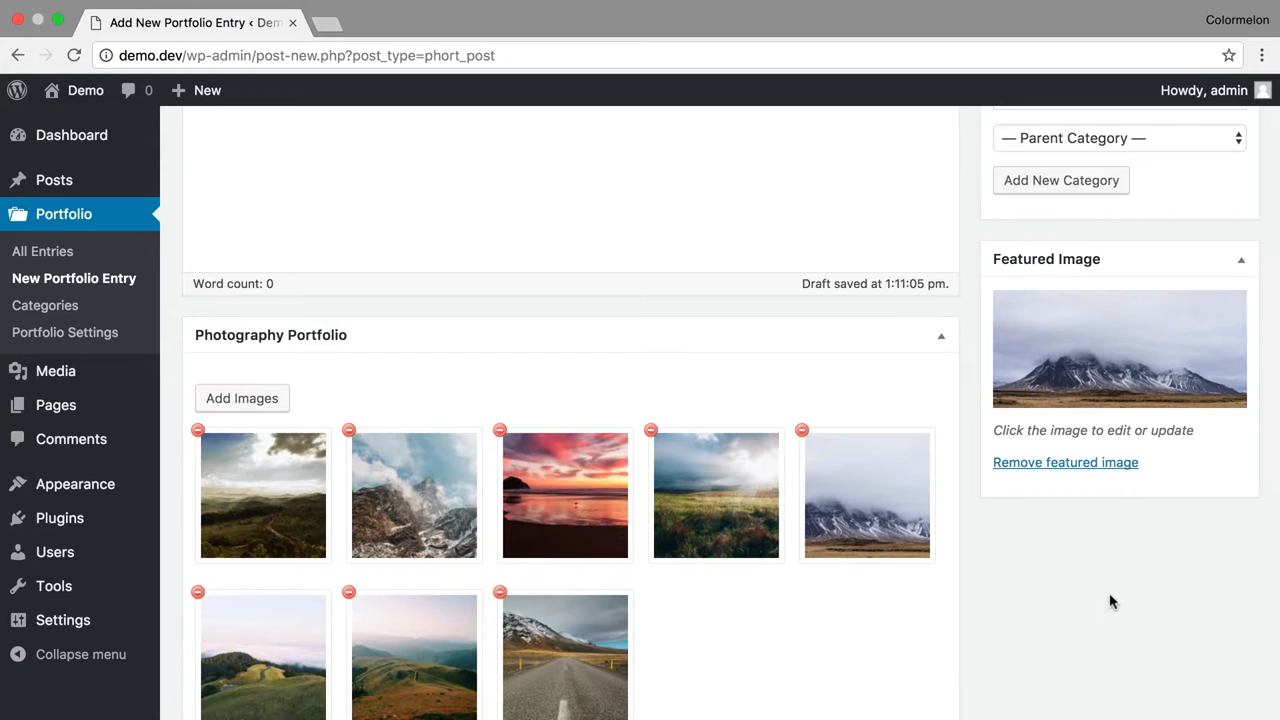 Add New Portfolio Entry ‹ Dem
Colormelon
demo.dev/wp-admin/post-new.php?post_type=phort_post
Demo
0
New
Howdy, admin
Dashboard
Posts
Portfolio
All Entries
New Portfolio Entry
Categories
Portfolio Settings
Media
Pages
Comments
Appearance
Plugins
Users
Tools
Settings
Collapse menu
Word count: 0
Draft saved at 1:11:05 pm.
Photography Portfolio
Add Images
— Parent Category —
Add New Category
Featured Image
Click the image to edit or update
Remove featured image